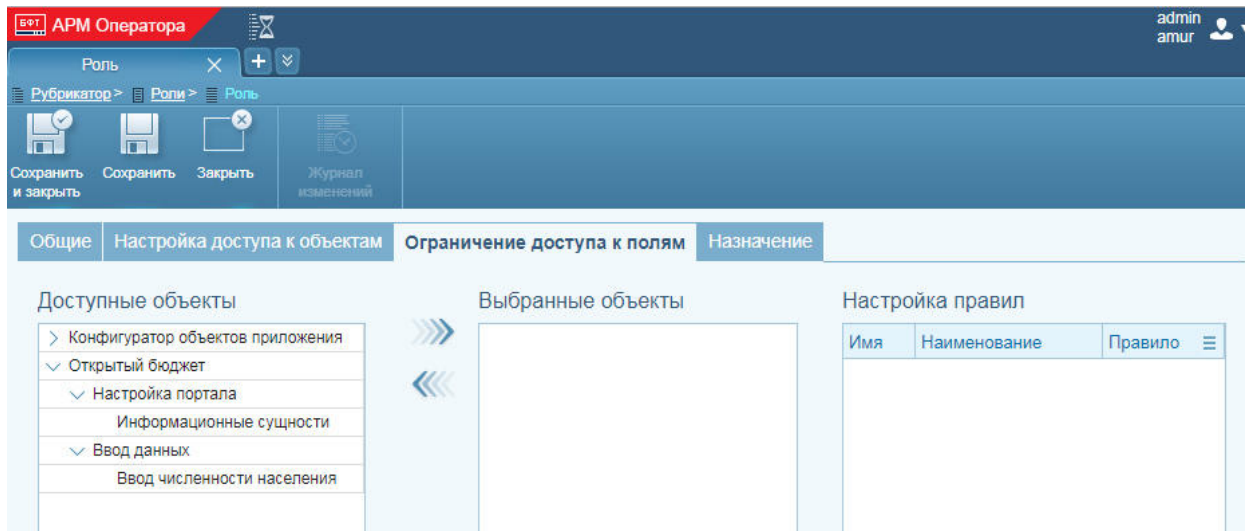 БФТ АРМ Оператора
admin
amur
Роль
Рубрикатор > Роли > Роль
Сохранить и закрыть
Сохранить
Закрыть
Журнал изменений
Общие
Настройка доступа к объектам
Ограничение доступа к полям
Назначение
Доступные объекты
Конфигуратор объектов приложения
Открытый бюджет
Настройка портала
Информационные сущности
Ввод данных
Ввод численности населения
Выбранные объекты
Настройка правил
Имя Наименование Правило